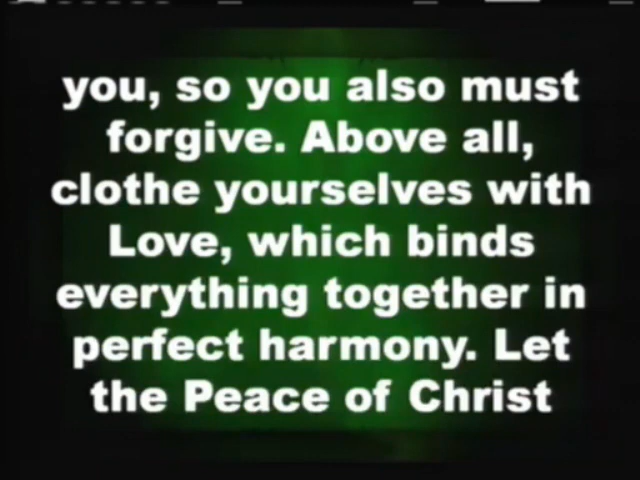 you, so you also must
forgive. Above all,
clothe yourselves with
Love, which binds
everything together in
perfect harmony. Let
the Peace of Christ